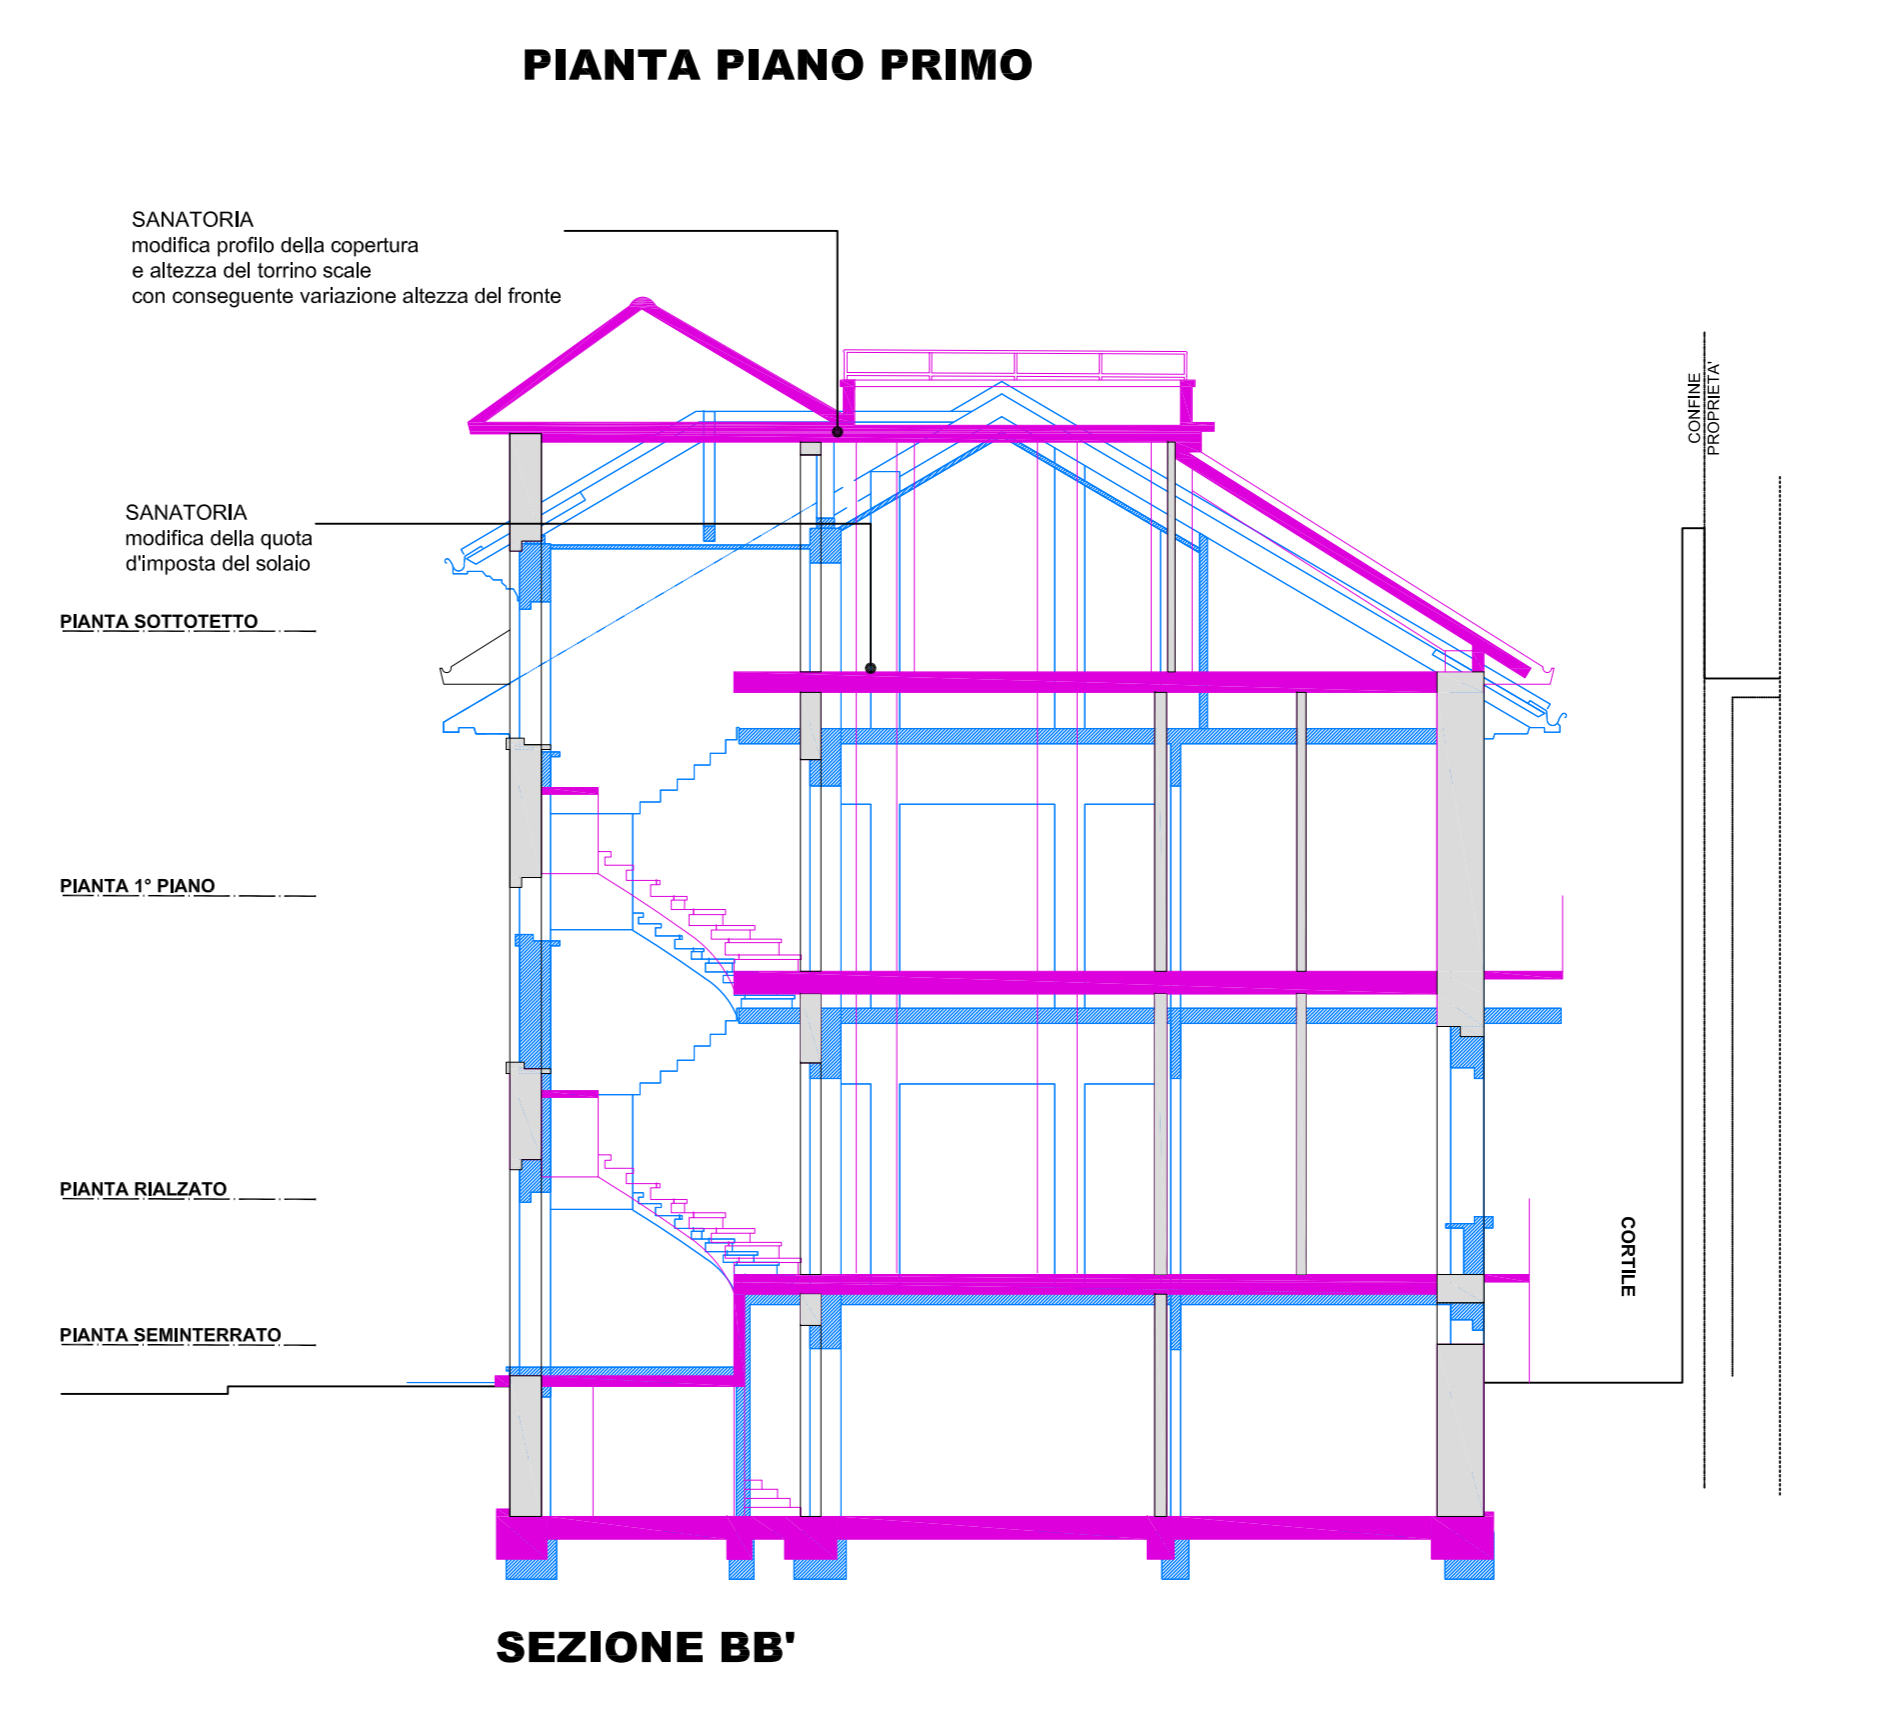 PIANTA PIANO PRIMO
SANATORIA
modifica profilo della copertura
e altezza del torrino scale
con conseguente variazione altezza del fronte
CONFINE
PROPRIETA'
SANATORIA
modifica della quota
d'imposta del solaio
PIANTA SOTTOTETTO
PIANTA 1° PIANO
PIANTA RIALZATO
CORTILE
PIANTA SEMINTERRATO
SEZIONE BB'